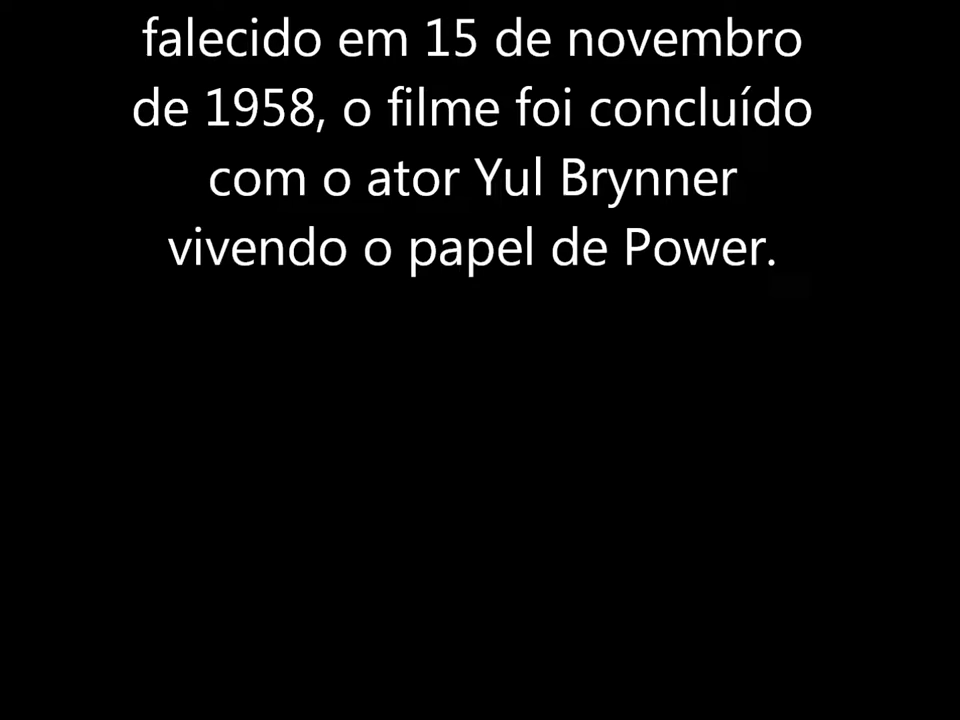 falecido em 15 de novembro
de 1958, o filme foi concluído
com o ator Yul Brynner
vivendo o papel de Power.